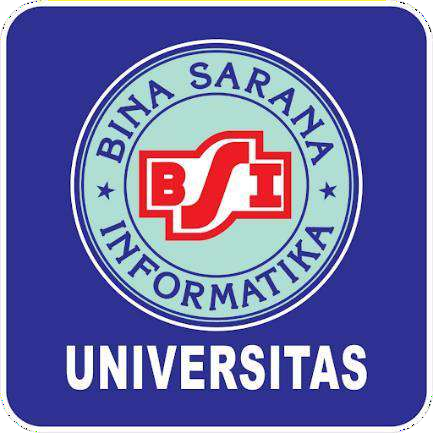 BINA SARANA
BSI
INFORMATIKA
UNIVERSITAS